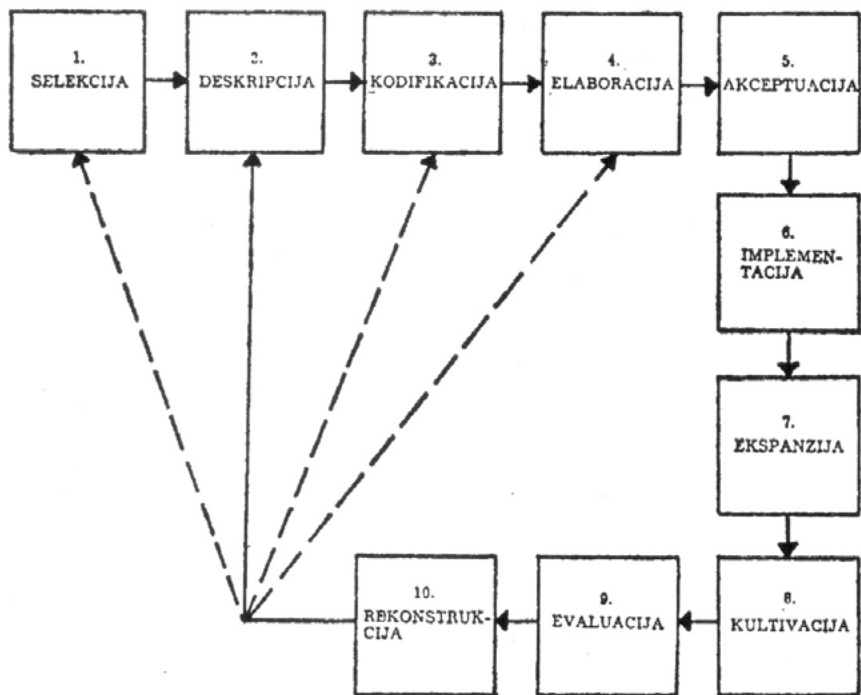 1.
SELEKCIJA
2.
DESKRIPCIJA
3.
KODIFIKACIJA
4.
ELABORACIJA
5.
AKCEPTUACIJA
6.
IMPLEMEN-
TACIJA
7.
EKSPANZIJA
8.
KULTIVACIJA
9.
EVALUACIJA
10.
REKONSTRUK-
CIJA